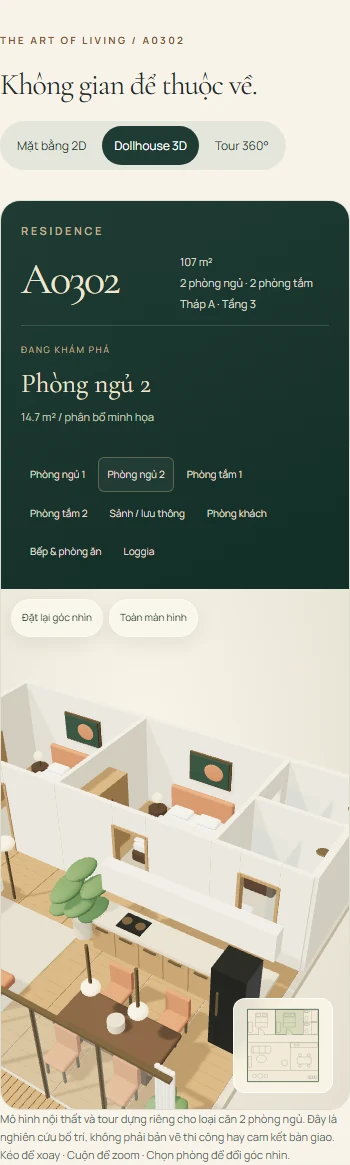 THE ART OF LIVING / A0302
Không gian để thuộc về.
Mặt bằng 2D
Dollhouse 3D
Tour 360°
RESIDENCE
A0302
107 m²
2 phòng ngủ · 2 phòng tắm
Tháp A · Tầng 3
ĐANG KHÁM PHÁ
Phòng ngủ 2
14.7 m² / phân bổ minh họa
Phòng ngủ 1
Phòng ngủ 2
Phòng tắm 1
Phòng tắm 2
Sảnh / lưu thông
Phòng khách
Bếp & phòng ăn
Loggia
Đặt lại góc nhìn
Toàn màn hình
Mô hình nội thất và tour dựng riêng cho loại căn 2 phòng ngủ. Đây là
nghiên cứu bố trí, không phải bản vẽ thi công hay cam kết bàn giao.
Kéo để xoay · Cuộn để zoom · Chọn phòng để đổi góc nhìn.